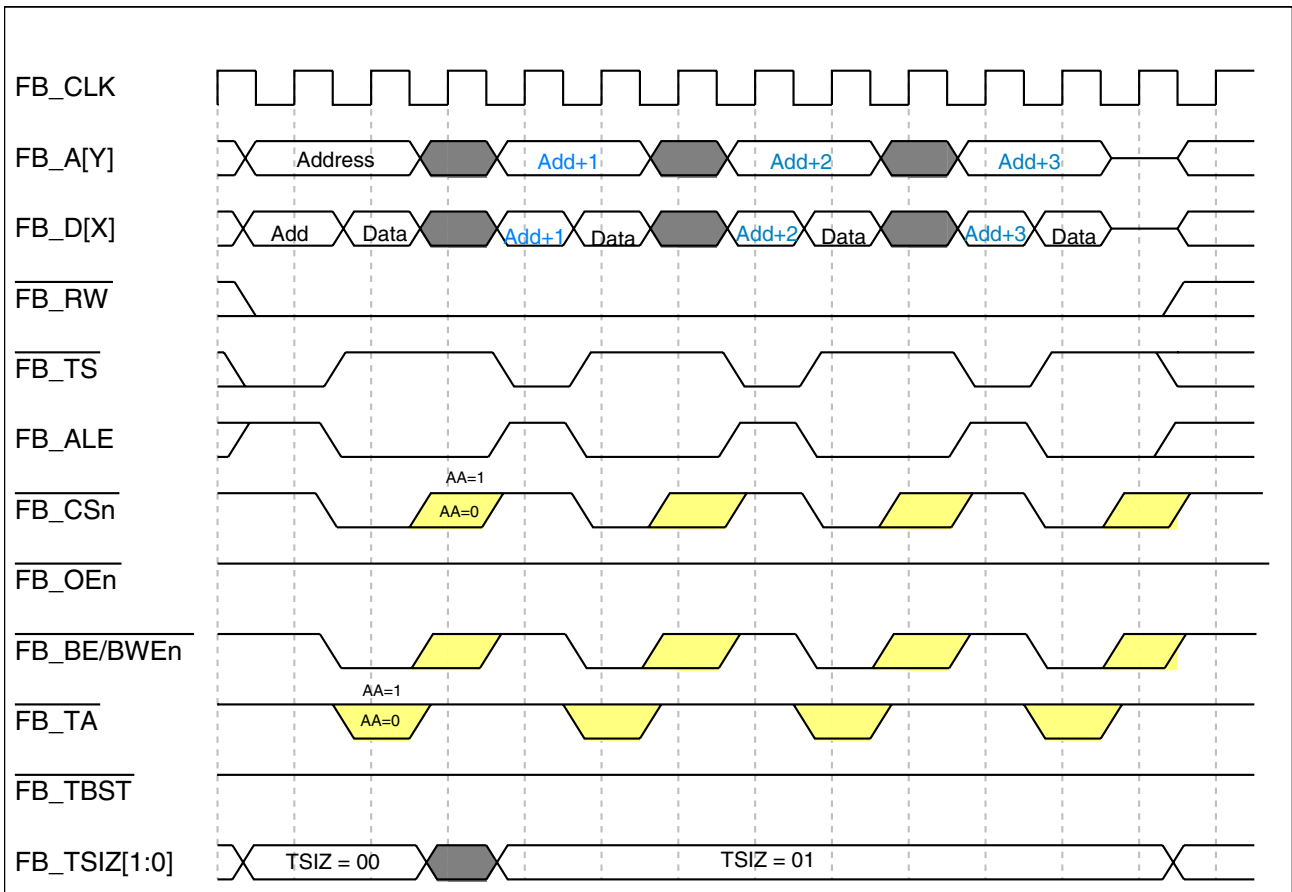 FB_CLK
FB_A[Y] Address Add+1 Add+2 Add+3
FB_D[X] Add Data Add+1 Data Add+2 Data Add+3 Data
FB_RW
FB_TS
FB_ALE
AA=1
FB_CSn AA=0
FB_OEn
FB_BE/BWEn
AA=1
FB_TA AA=0
FB_TBST
FB_TSIZ[1:0] TSIZ = 00 TSIZ = 01